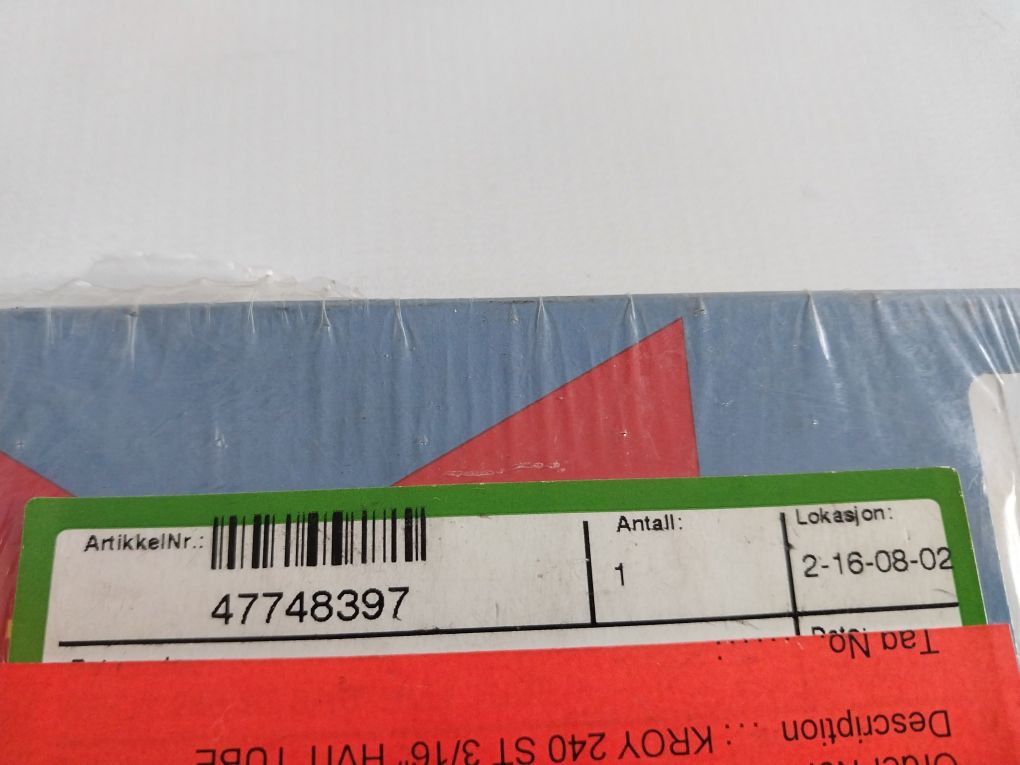 ArtikkelNr.:
47748397
Antall:
1
Lokasjon:
2-16-08-02
Tag No. . . . . . :
Description . . . : KROY 240 ST 3/16" HVIT TUBE